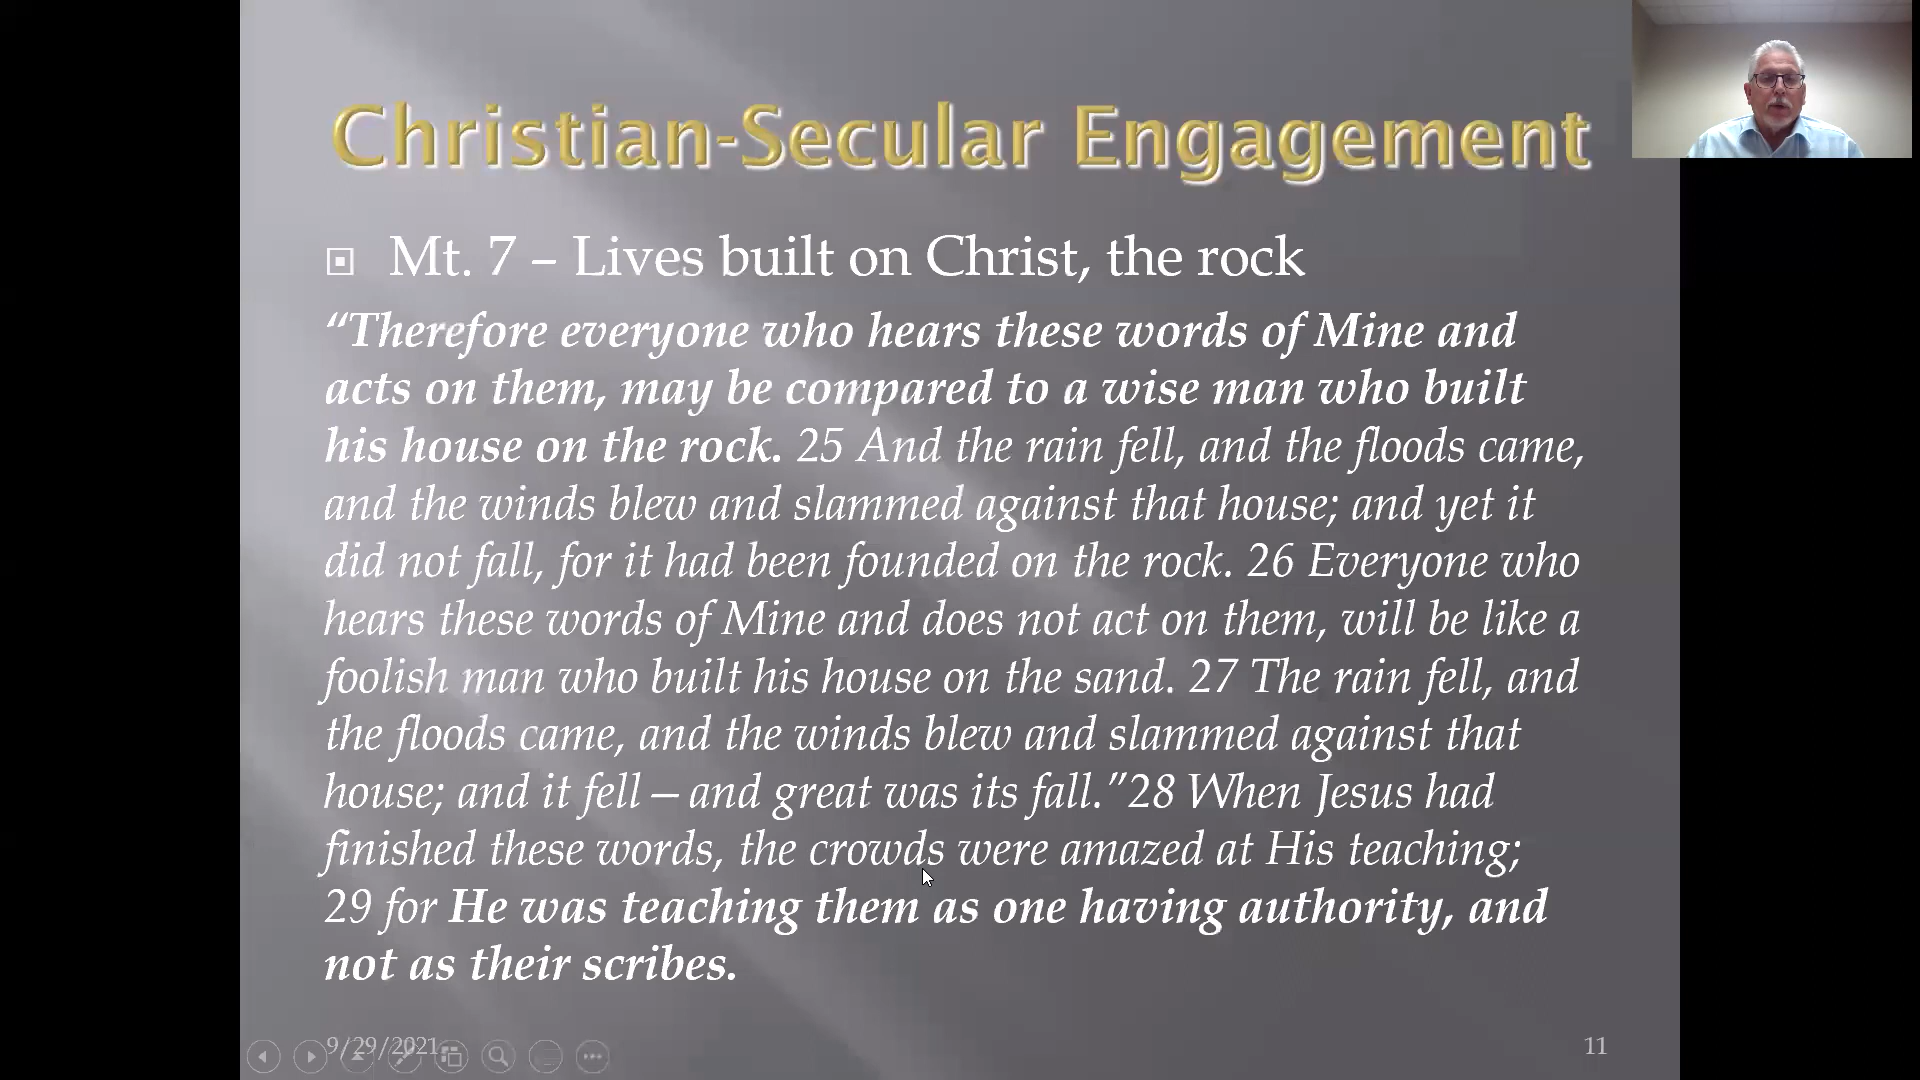 Christian-Secular Engagement
Mt. 7 – Lives built on Christ, the rock
“Therefore everyone who hears these words of Mine and
acts on them, may be compared to a wise man who built
his house on the rock. 25 And the rain fell, and the floods came,
and the winds blew and slammed against that house; and yet it
did not fall, for it had been founded on the rock. 26 Everyone who
hears these words of Mine and does not act on them, will be like a
foolish man who built his house on the sand. 27 The rain fell, and
the floods came, and the winds blew and slammed against that
house; and it fell—and great was its fall.”28 When Jesus had
finished these words, the crowds were amazed at His teaching;
29 for He was teaching them as one having authority, and
not as their scribes.
9/29/2021
11